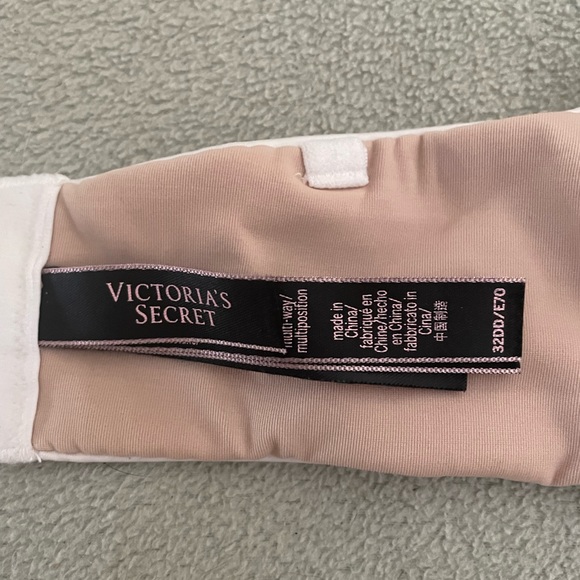 VICTORIA'S
SECRET
multi-way/
multiposition
made in
China/
fabriqué en
Chine/hecho
en China/
fabbricato in
Cina/
中国制造
32DD/E70